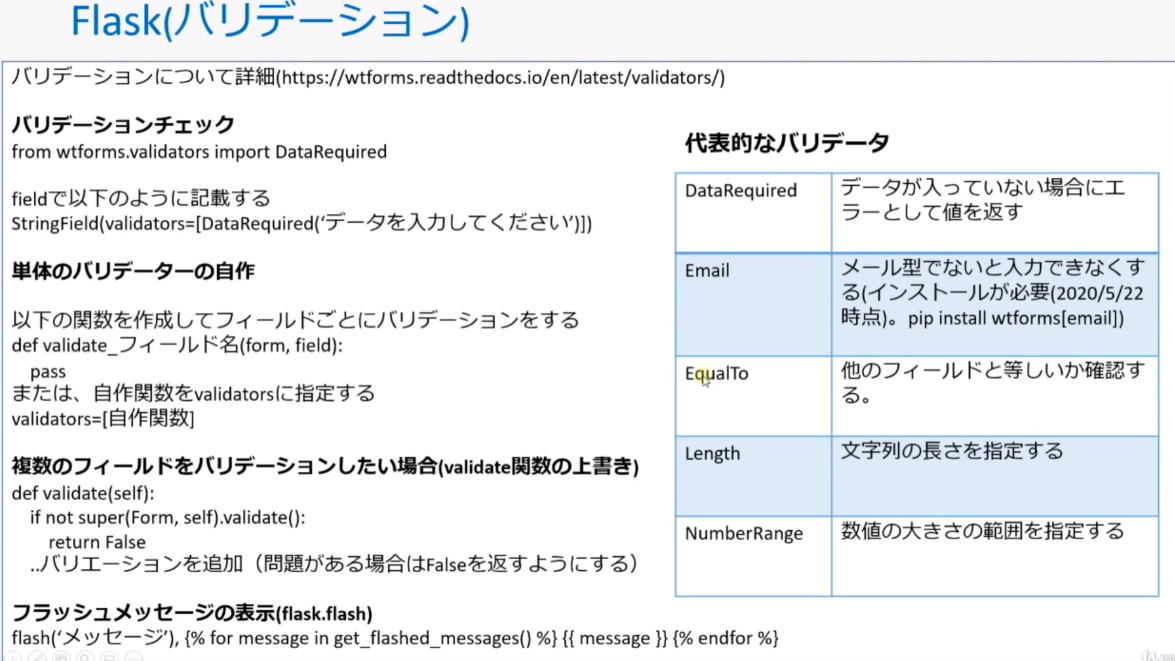 Flask(バリデーション)
バリデーションについて詳細(https://wtforms.readthedocs.io/en/latest/validators/)
バリデーションチェック
from wtforms.validators import DataRequired
fieldで以下のように記載する
StringField(validators=[DataRequired(‘データを入力してください’)])
単体のバリデーターの自作
以下の関数を作成してフィールドごとにバリデーションをする
def validate_フィールド名(form, field):
pass
または、自作関数をvalidatorsに指定する
validators=[自作関数]
複数のフィールドをバリデーションしたい場合(validate関数の上書き)
def validate(self):
if not super(Form, self).validate():
return False
..バリエーションを追加（問題がある場合はFalseを返すようにする）
フラッシュメッセージの表示(flask.flash)
flash(‘メッセージ’), {% for message in get_flashed_messages() %} {{ message }} {% endfor %}
代表的なバリデータ
DataRequired
データが入っていない場合にエ
ラーとして値を返す
Email
メール型でないと入力できなくす
る(インストールが必要(2020/5/22
時点)。pip install wtforms[email])
EqualTo
他のフィールドと等しいか確認す
る。
Length
文字列の長さを指定する
NumberRange
数値の大きさの範囲を指定する